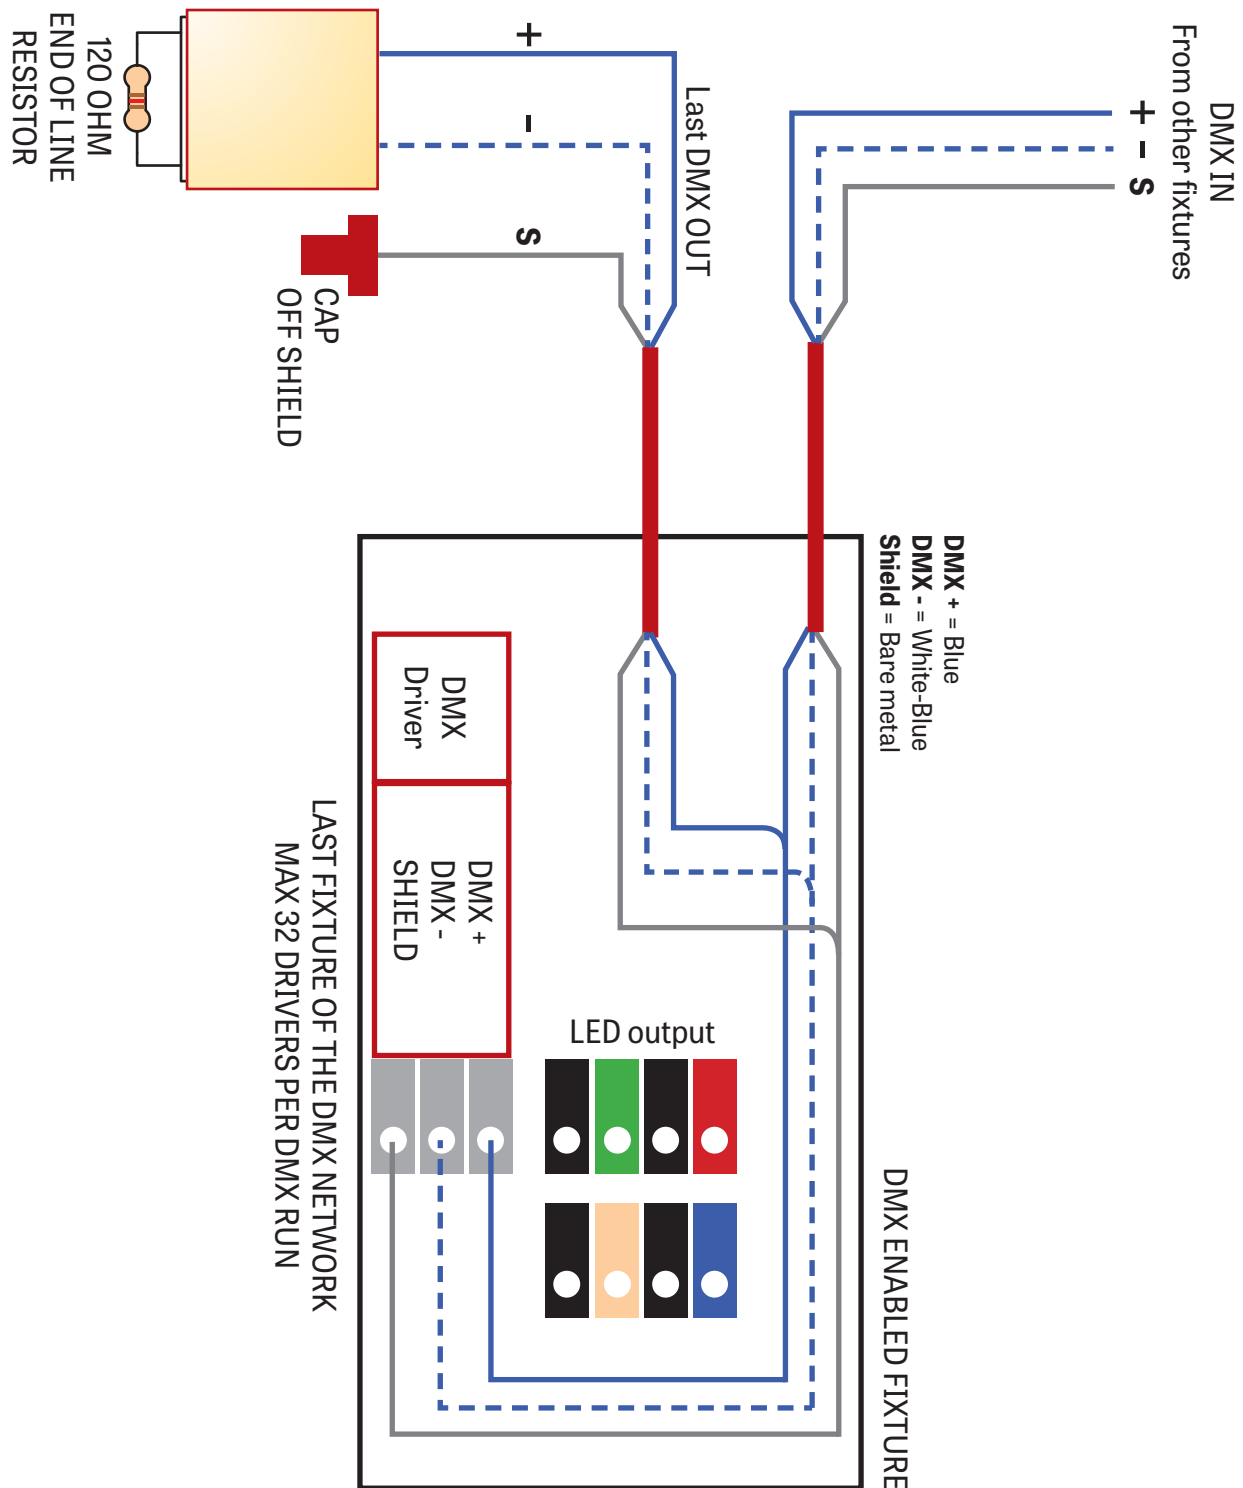 DMX IN
From other fixtures
+
-
S
Last DMX OUT
+
-
S
120 OHM
END OF LINE
RESISTOR
CAP
OFF SHIELD
DMX + = Blue
DMX - = White-Blue
Shield = Bare metal
DMX ENABLED FIXTURE
DMX
Driver
DMX +
DMX -
SHIELD
LED output
LAST FIXTURE OF THE DMX NETWORK
MAX 32 DRIVERS PER DMX RUN